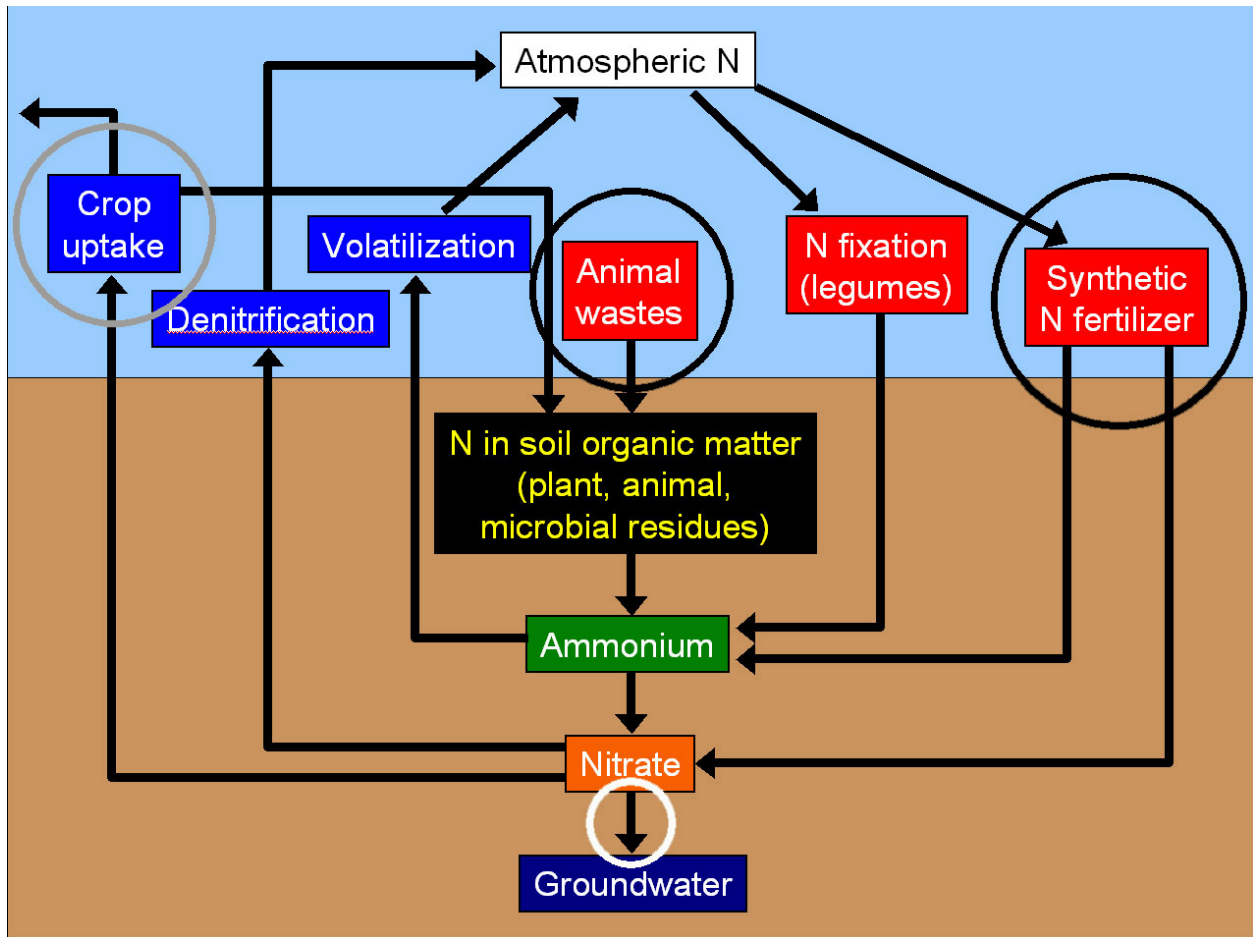 Atmospheric N
Crop
uptake
Volatilization
Animal
wastes
N fixation
(legumes)
Synthetic
N fertilizer
Denitrification
N in soil organic matter
(plant, animal,
microbial residues)
Ammonium
Nitrate
Groundwater